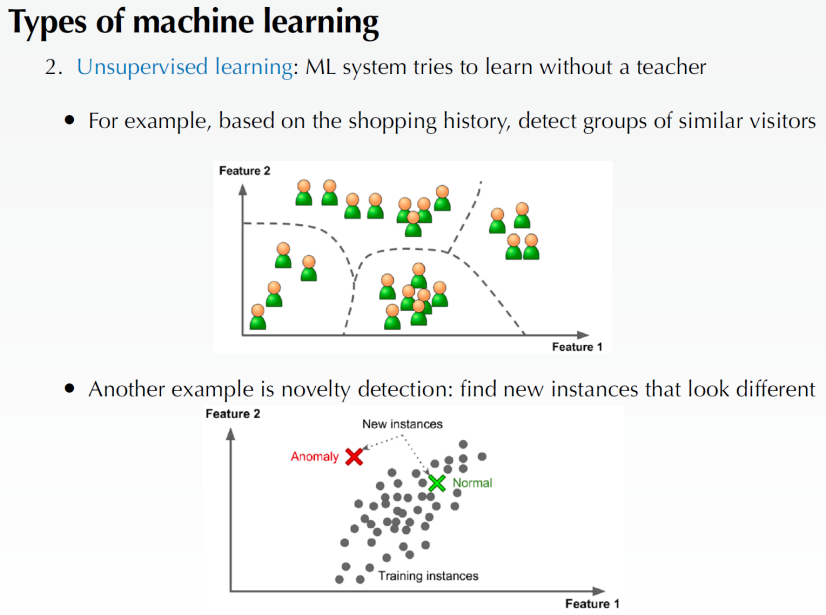 Types of machine learning
2. Unsupervised learning: ML system tries to learn without a teacher
• For example, based on the shopping history, detect groups of similar visitors
Feature 2
Feature 1
• Another example is novelty detection: find new instances that look different
Feature 2
New instances
Anomaly
Normal
Training instances
Feature 1